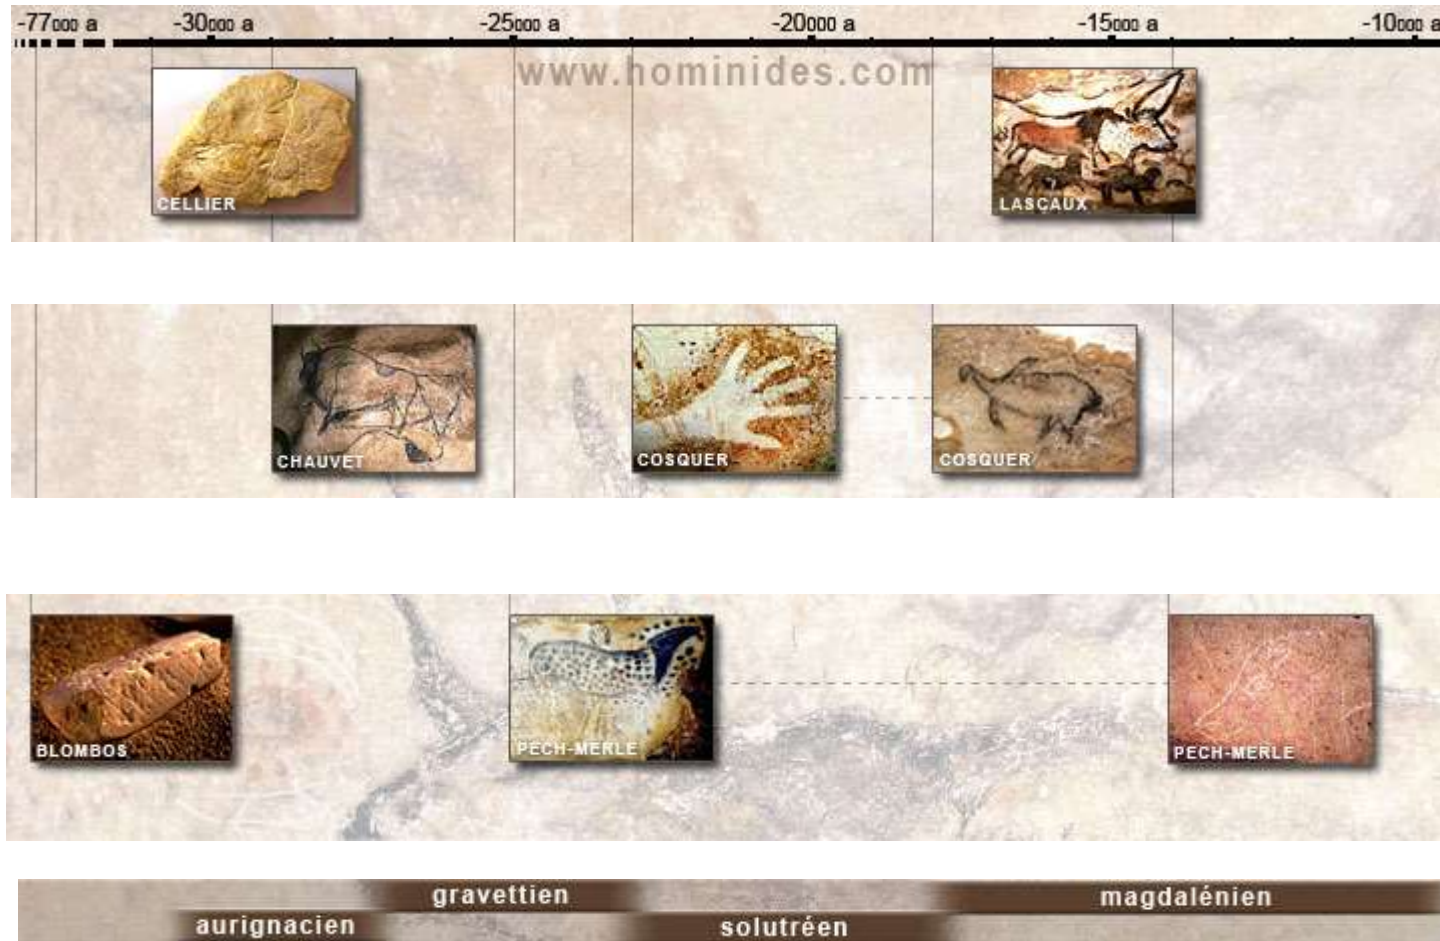 -77000 a -30000 a -25000 a -20000 a -15000 a -10000 a
www.hominides.com
CELLIER LASCAUX
CHAUVET COSQUER COSQUER
BLOMBOS PECH-MERLE PECH-MERLE
gravettien magdalénien
aurignacien solutréen